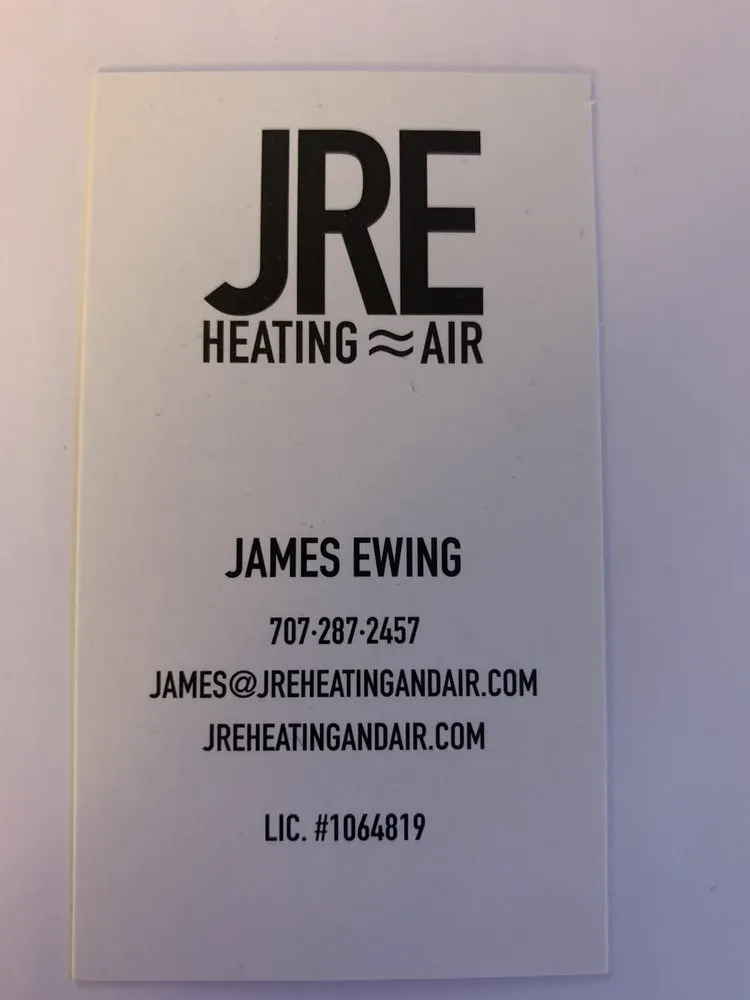 JRE
HEATING ≈ AIR
JAMES EWING
707·287·2457
JAMES@JREHEATINGANDAIR.COM
JREHEATINGANDAIR.COM
LIC. #1064819